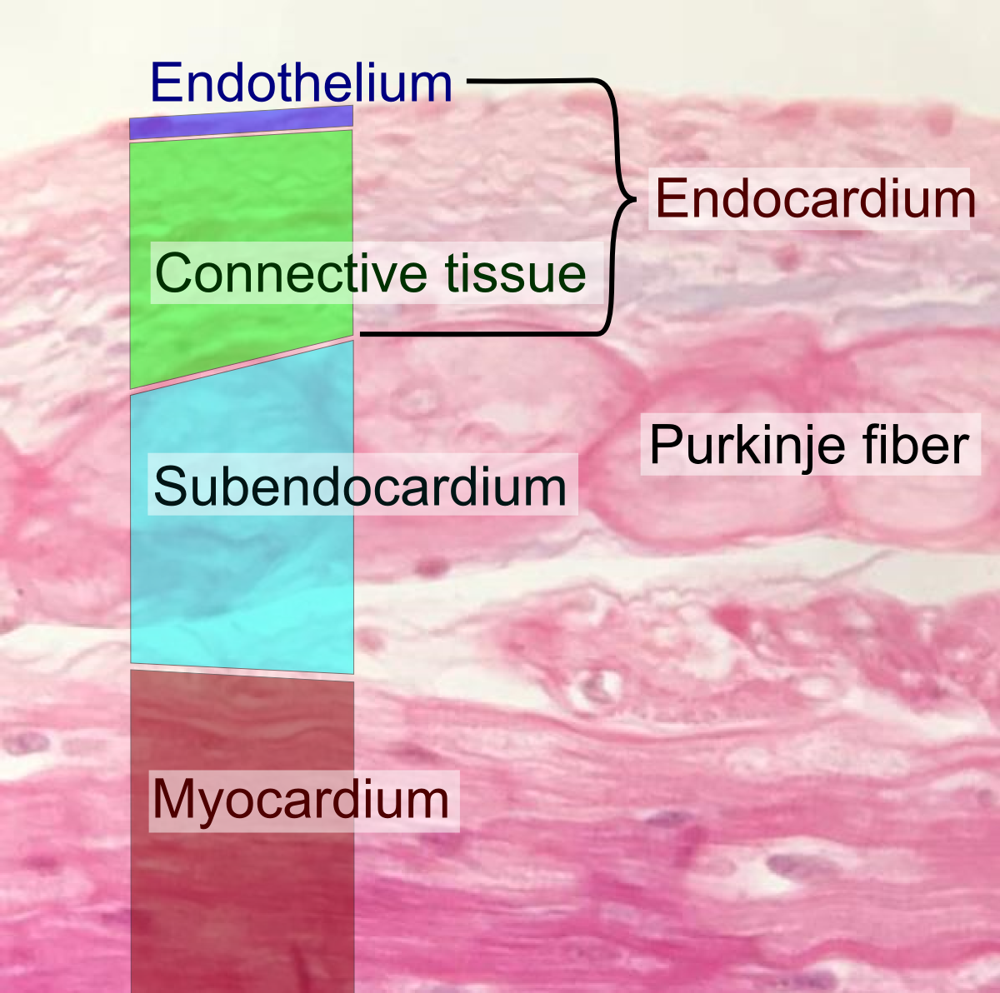 Endothelium
Endocardium
Connective tissue
Purkinje fiber
Subendocardium
Myocardium